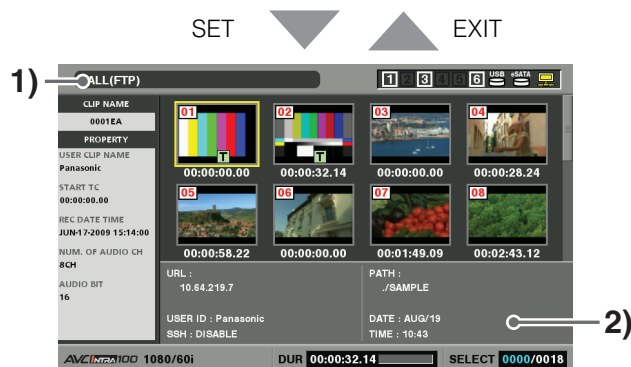 SET EXIT
1) ALL(FTP) 1 2 3 4 5 6 USB eSATA
CLIP NAME
0001EA
PROPERTY
USER CLIP NAME
Panasonic
START TC
00:00:00.00
REC DATE TIME
JUN-17-2009 15:14:00
NUM. OF AUDIO CH
8CH
AUDIO BIT
16
01 02 03 04
T T
00:00:00.00 00:00:32.14 00:00:00.00 00:00:28.24
05 06 07 08
00:00:58.22 00:00:00.00 00:01:49.09 00:02:43.12
URL :
10.64.219.7
USER ID : Panasonic
SSH : DISABLE
PATH :
./SAMPLE
DATE : AUG/19
TIME : 10:43
2)
AVC INTRA 100 1080/60i DUR 00:00:32.14 SELECT 0000/0018